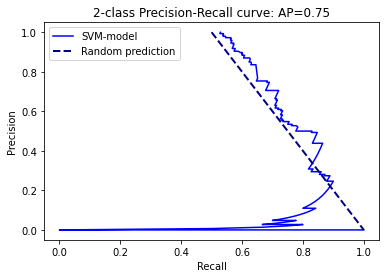 2-class Precision-Recall curve: AP=0.75
SVM-model
Random prediction
Precision
1.0
0.8
0.6
0.4
0.2
0.0
0.0 0.2 0.4 0.6 0.8 1.0
Recall